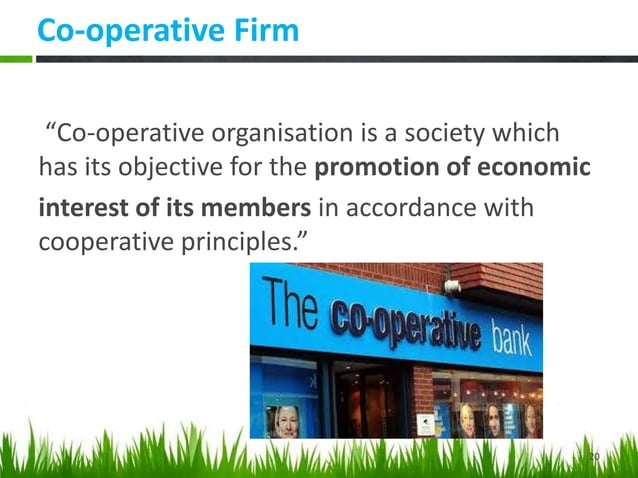 Co-operative Firm
“Co-operative organisation is a society which
has its objective for the promotion of economic
interest of its members in accordance with
cooperative principles.”
The co-operative bank
20